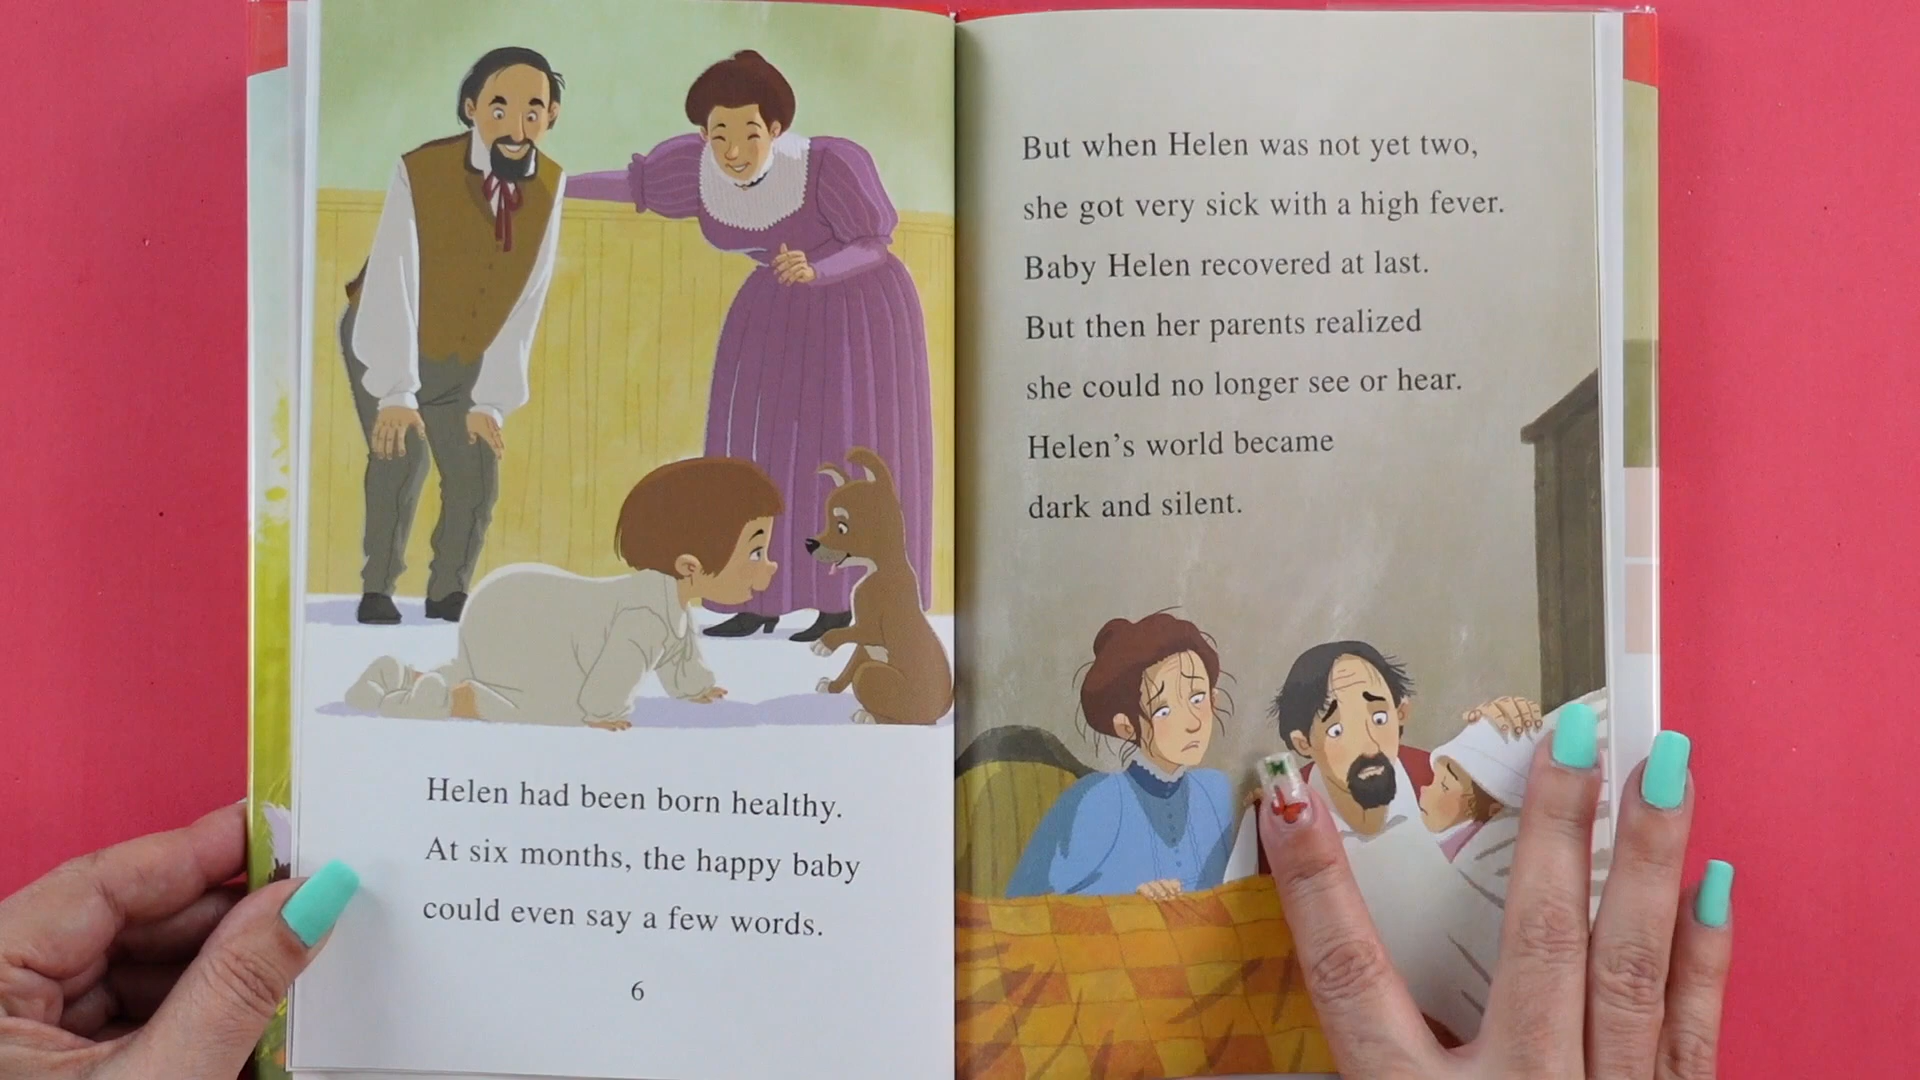 Helen had been born healthy.
At six months, the happy baby
could even say a few words.
6
But when Helen was not yet two,
she got very sick with a high fever.
Baby Helen recovered at last.
But then her parents realized
she could no longer see or hear.
Helen’s world became
dark and silent.